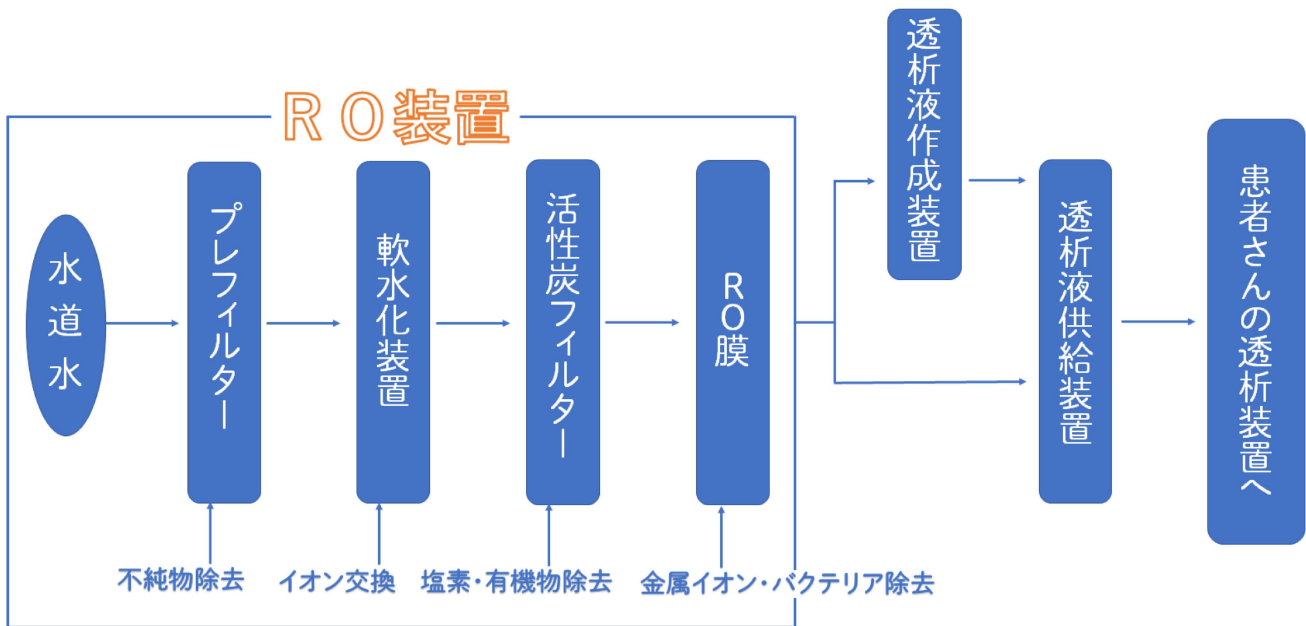 RO装置
水道水
プレフィルター
軟水化装置
活性炭フィルター
RO膜
透析液作成装置
透析液供給装置
患者さんの透析装置へ
不純物除去
イオン交換
塩素・有機物除去
金属イオン・バクテリア除去